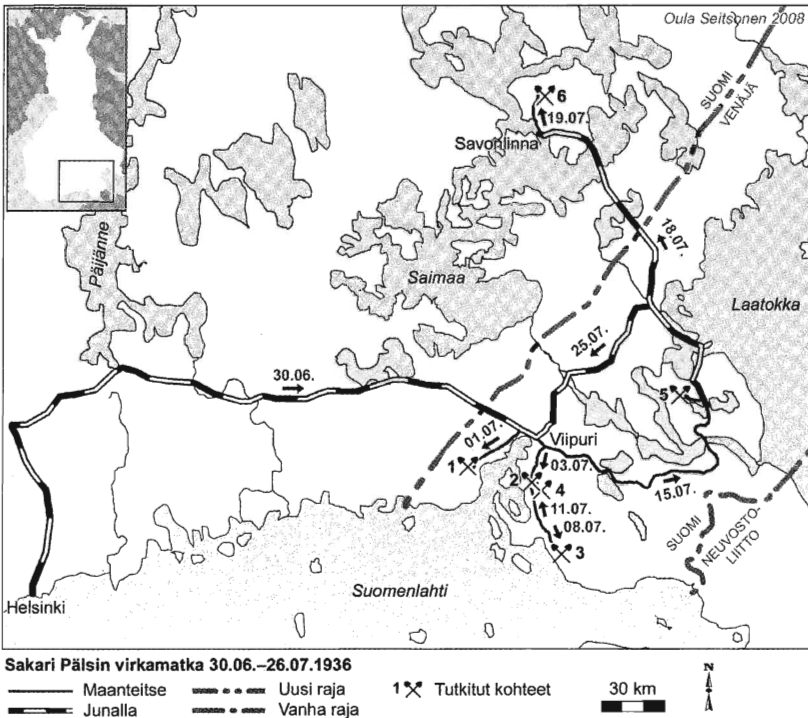 Oula Seitsonen 2008
SUOMI
VENÄJÄ
6
19.07.
Savonlinna
18.07.
Päijänne
Saimaa
Laatokka
25.07.
30.06.
5
01.07.
Viipuri
1
03.07.
2
4
15.07.
11.07.
08.07.
SUOMI
NEUVOSTO-
LIITTO
3
Suomenlahti
Helsinki
Sakari Pälsin virkamatka 30.06.–26.07.1936
Maanteitse
Uusi raja
1 Tutkitut kohteet
30 km
N
Junalla
Vanha raja